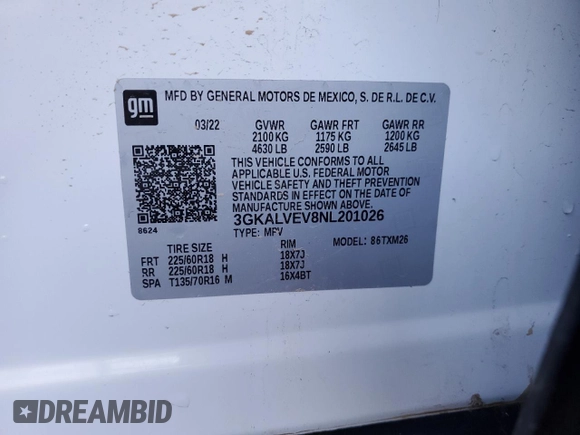 gm
MFD BY GENERAL MOTORS DE MEXICO, S. DE R.L. DE C.V.
03/22 GVWR GAWR FRT GAWR RR
2100 KG 1175 KG 1200 KG
4630 LB 2590 LB 2645 LB
THIS VEHICLE CONFORMS TO ALL
APPLICABLE U.S. FEDERAL MOTOR
VEHICLE SAFETY AND THEFT PREVENTION
STANDARDS IN EFFECT ON THE DATE OF
MANUFACTURE SHOWN ABOVE.
8624 3GKALVEV8NL201026
TYPE: MPV MODEL: 86TXM26
TIRE SIZE RIM
FRT 225/60R18 H 18X7J
RR 225/60R18 H 18X7J
SPA T135/70R16 M 16X4BT
DREAMBID